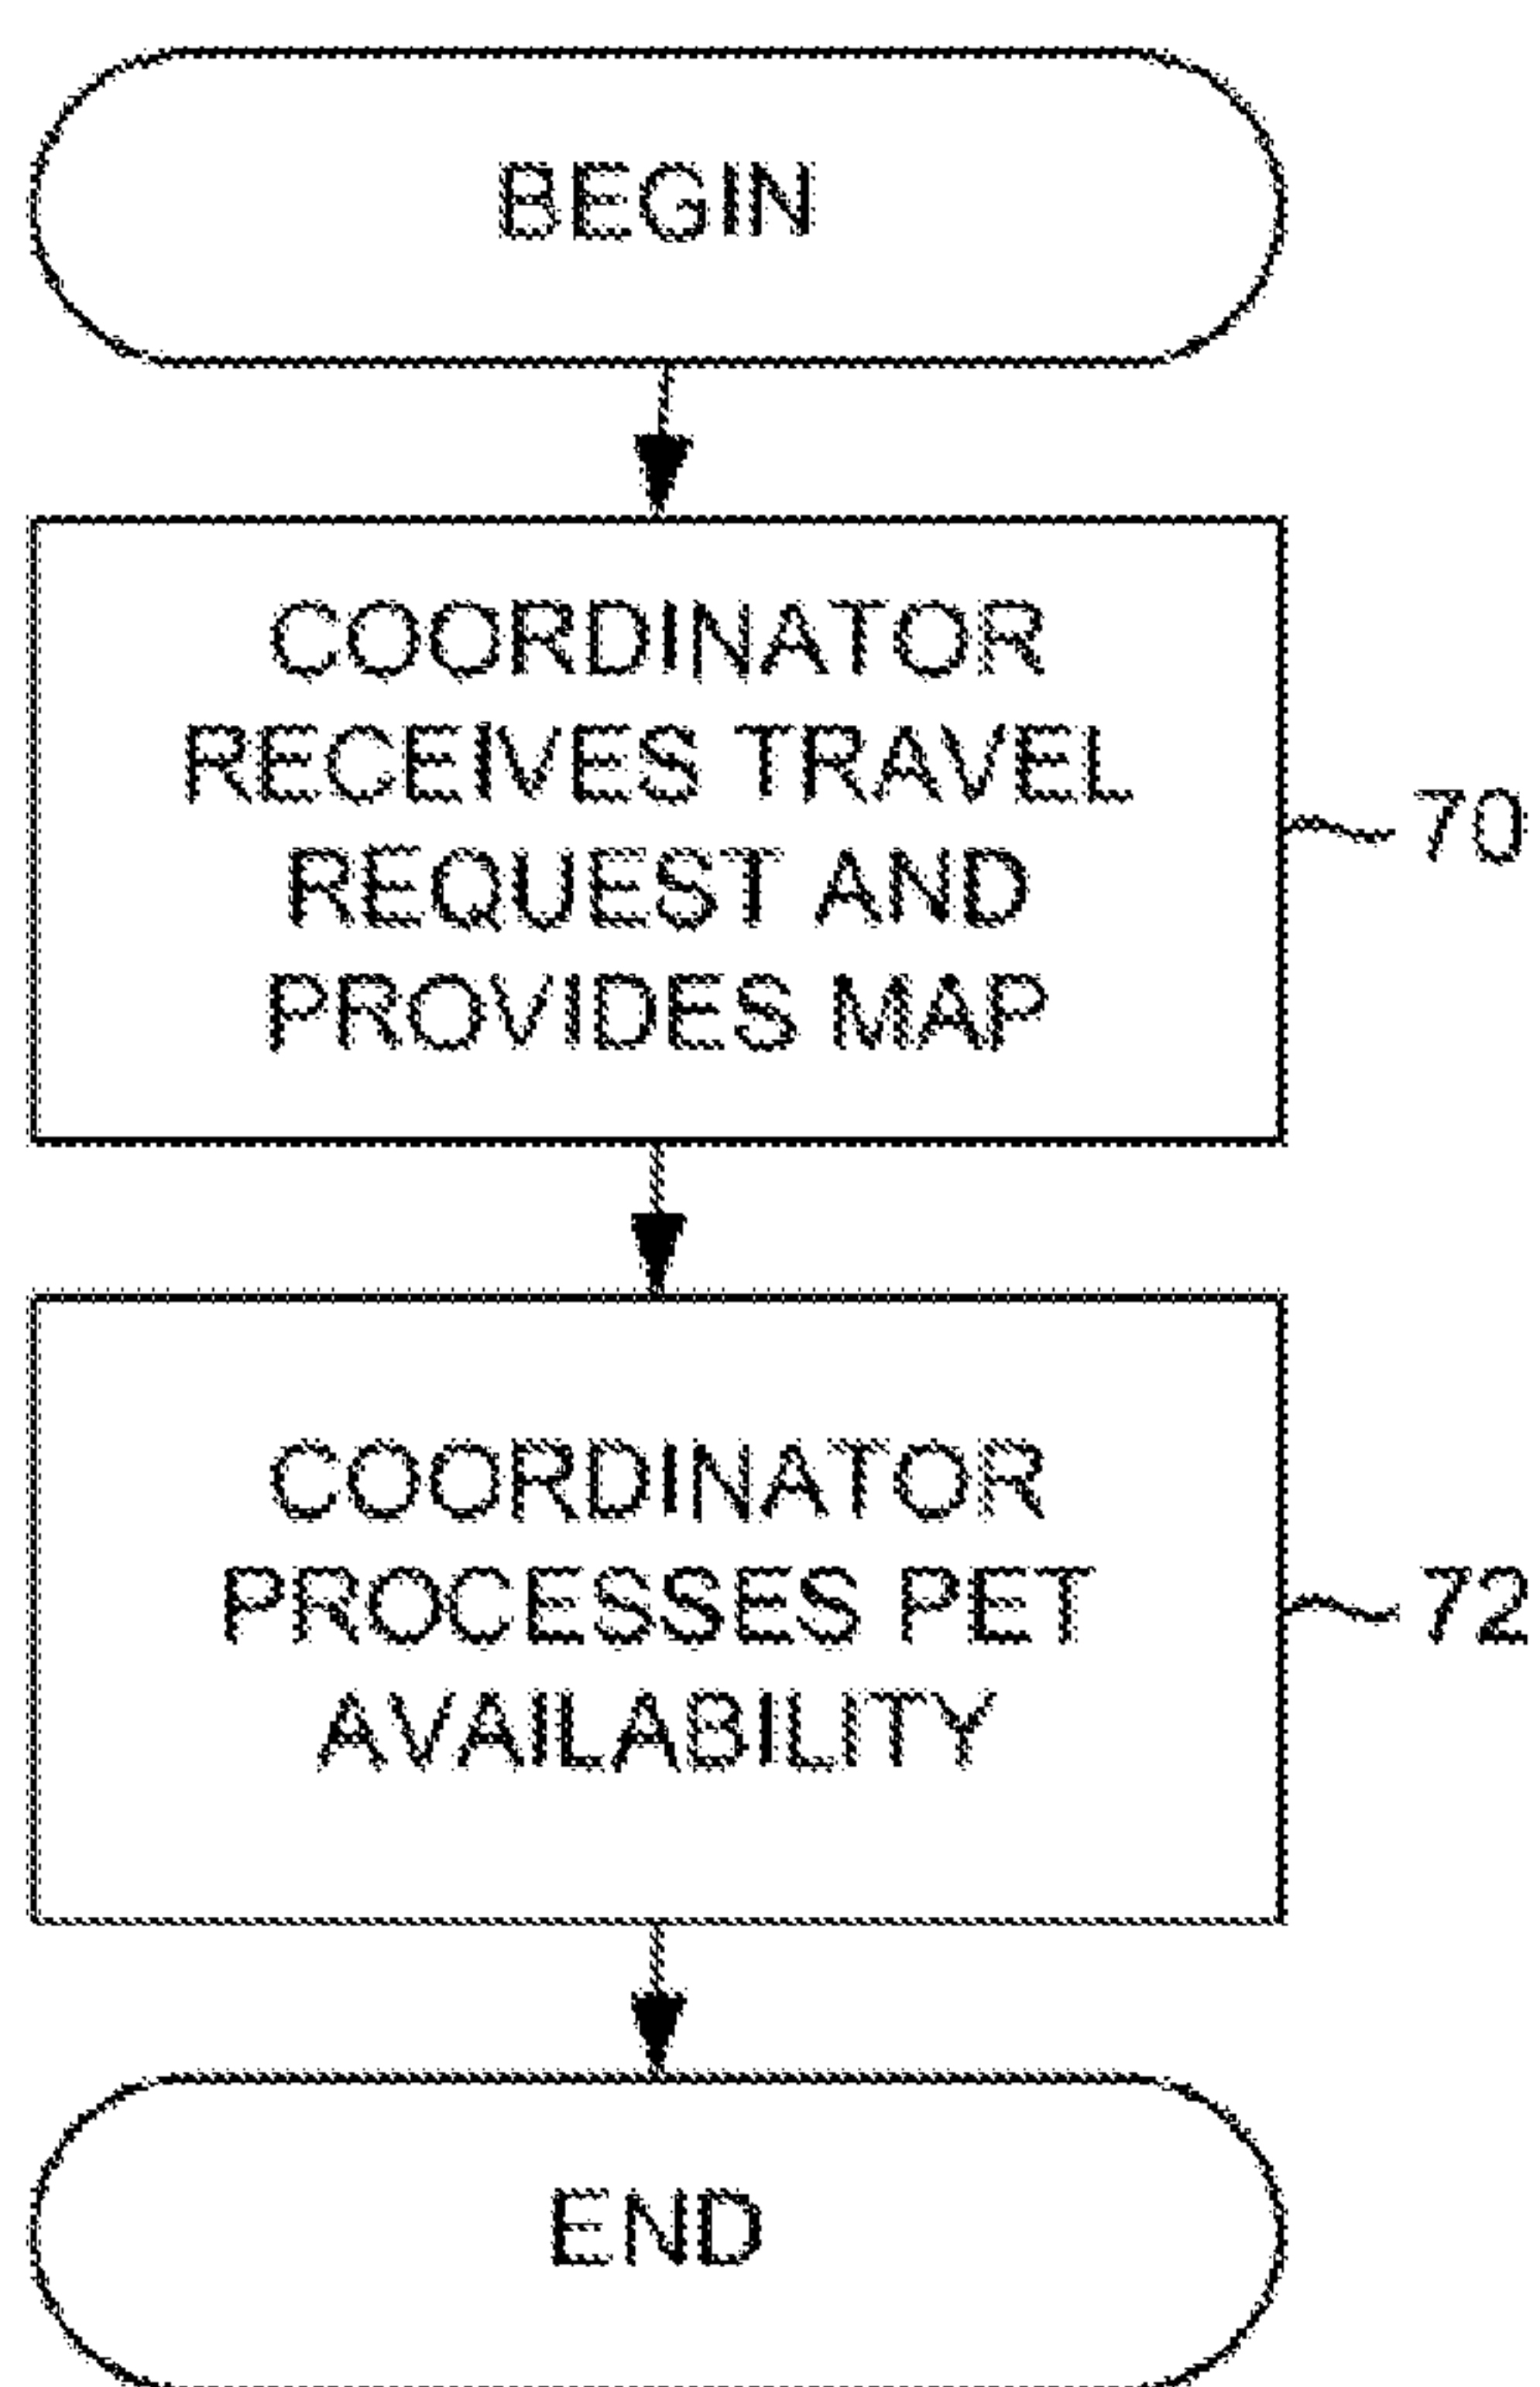 BEGIN
COORDINATOR
RECEIVES TRAVEL
REQUEST AND
PROVIDES MAP
70
COORDINATOR
PROCESSES PET
AVAILABILITY
72
END